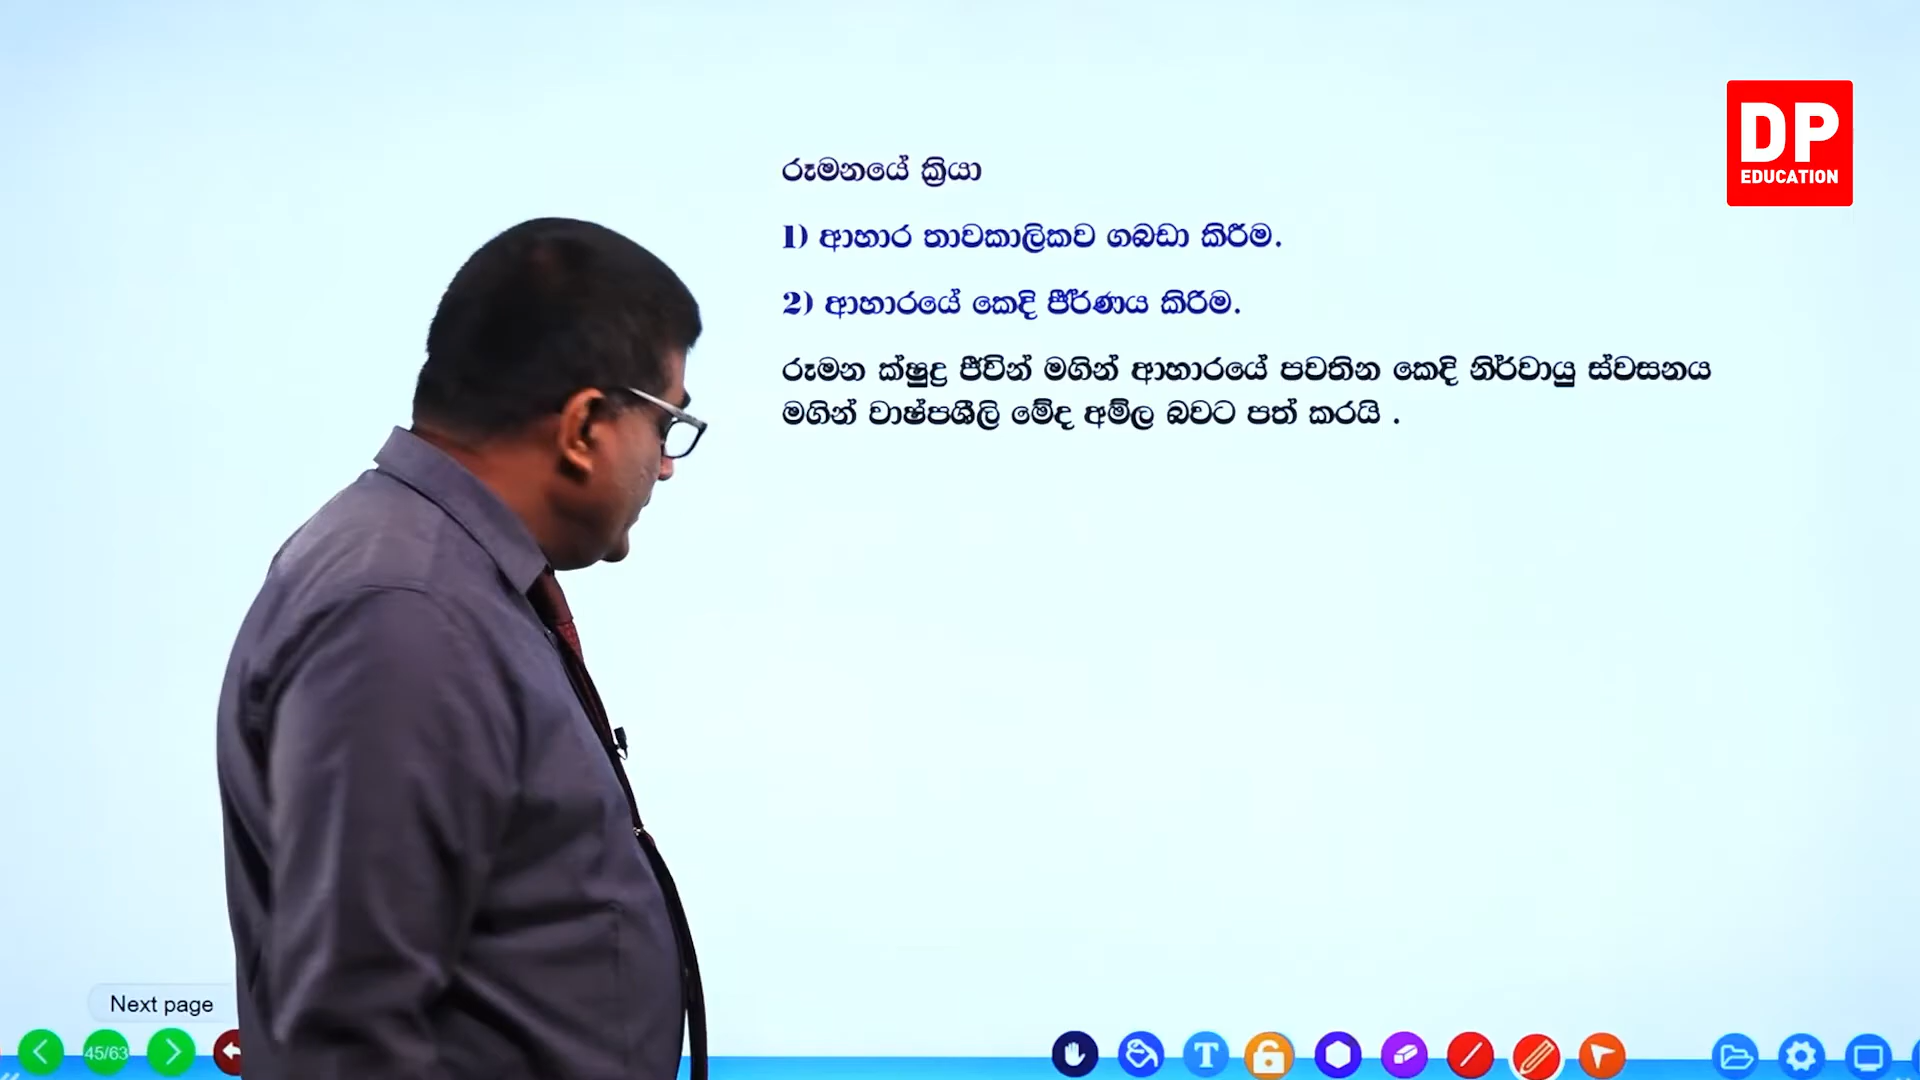 DP
EDUCATION
රූමනයේ ක්‍රියා
1) ආහාර තාවකාලිකව ගබඩා කිරීම.
2) ආහාරයේ කෙදි ජීර්ණය කිරීම.
රූමන ක්ෂුද්‍ර ජීවින් මගින් ආහාරයේ පවතින කෙදි නිර්වායු ස්වසනය
මගින් වාෂ්පශීලි මේද අම්ල බවට පත් කරයි .
Next page
45/63
T